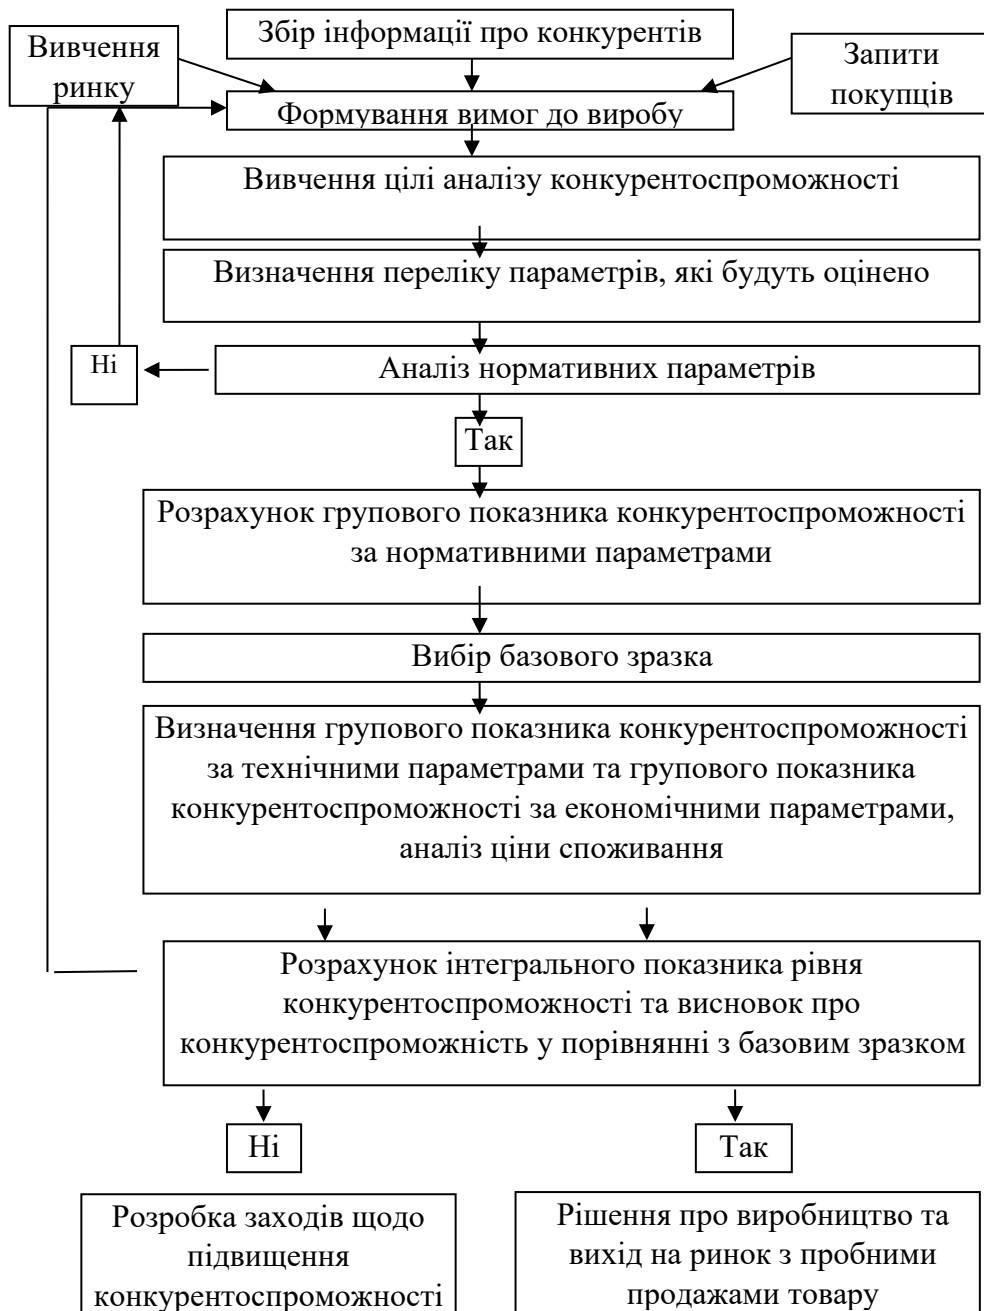 Вивчення
ринку
Збір інформації про конкурентів
Запити
покупців
Формування вимог до виробу
Вивчення цілі аналізу конкурентоспроможності
Визначення переліку параметрів, які будуть оцінено
Ні
Аналіз нормативних параметрів
Так
Розрахунок групового показника конкурентоспроможності
за нормативними параметрами
Вибір базового зразка
Визначення групового показника конкурентоспроможності
за технічними параметрами та групового показника
конкурентоспроможності за економічними параметрами,
аналіз ціни споживання
Розрахунок інтегрального показника рівня
конкурентоспроможності та висновок про
конкурентоспроможність у порівнянні з базовим зразком
Ні
Так
Розробка заходів щодо
підвищення
конкурентоспроможності
Рішення про виробництво та
вихід на ринок з пробними
продажами товару